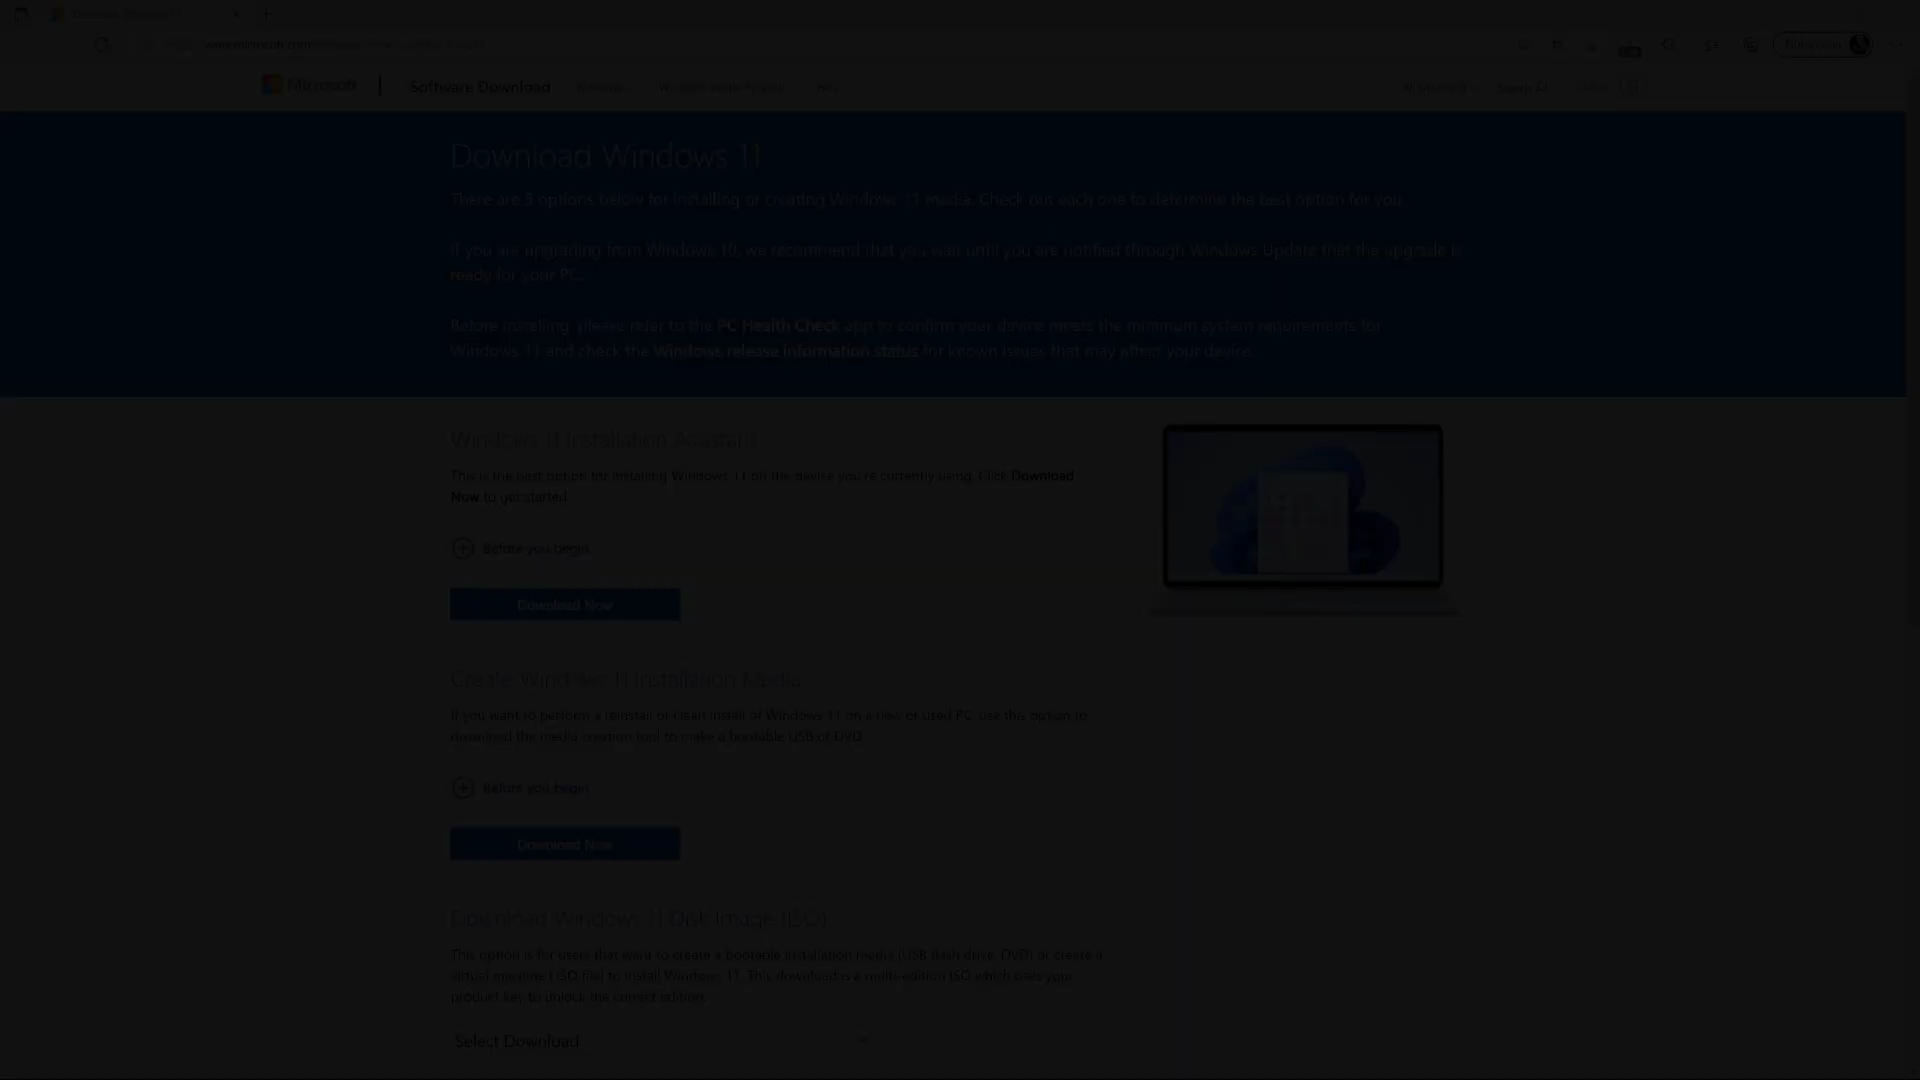 Microsoft
Software Download
Download Windows 11
There are 3 options below for installing or creating Windows 11 media. Check out each one to determine the best option for you.
If you are upgrading from Windows 10, we recommend that you wait until you are notified through Windows Update that the upgrade is
ready for your PC.
Before installing, please refer to the PC Health Check app to confirm your device meets the minimum system requirements for
Windows 11 and check the Windows release information status for known issues that may affect your device.
Windows 11 Installation Assistant
This is the best option for installing Windows 11 on the device you're currently using. Click Download
Now to get started.
Before you begin
Download Now
Create Windows 11 Installation Media
If you want to perform a reinstall or clean install of Windows 11 on a new or used PC, use this option to
download the media creation tool to make a bootable USB or DVD.
Before you begin
Download Now
Download Windows 11 Disk Image (ISO)
This option is for users that want to create a bootable installation media (USB flash drive, DVD) or create a
virtual machine (.ISO file) to install Windows 11. This download is a multi-edition ISO which uses your
product key to unlock the correct edition.
Select Download